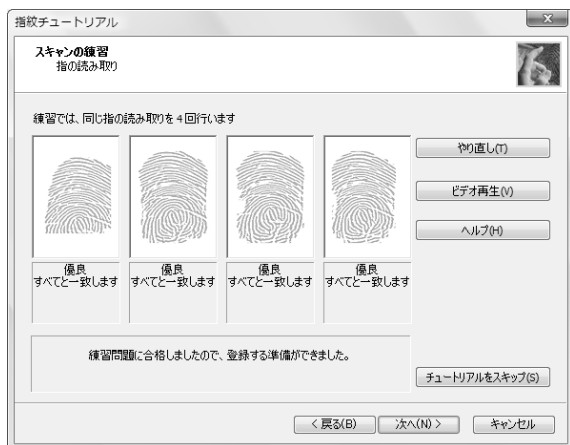 指紋チュートリアル
スキャンの練習
指の読み取り
練習では、同じ指の読み取りを4回行います
やり直し(T)
ビデオ再生(V)
ヘルプ(H)
優良
すべてと一致します
優良
すべてと一致します
優良
すべてと一致します
優良
すべてと一致します
練習問題に合格しましたので、登録する準備ができました。
チュートリアルをスキップ(S)
< 戻る(B)
次へ(N) >
キャンセル